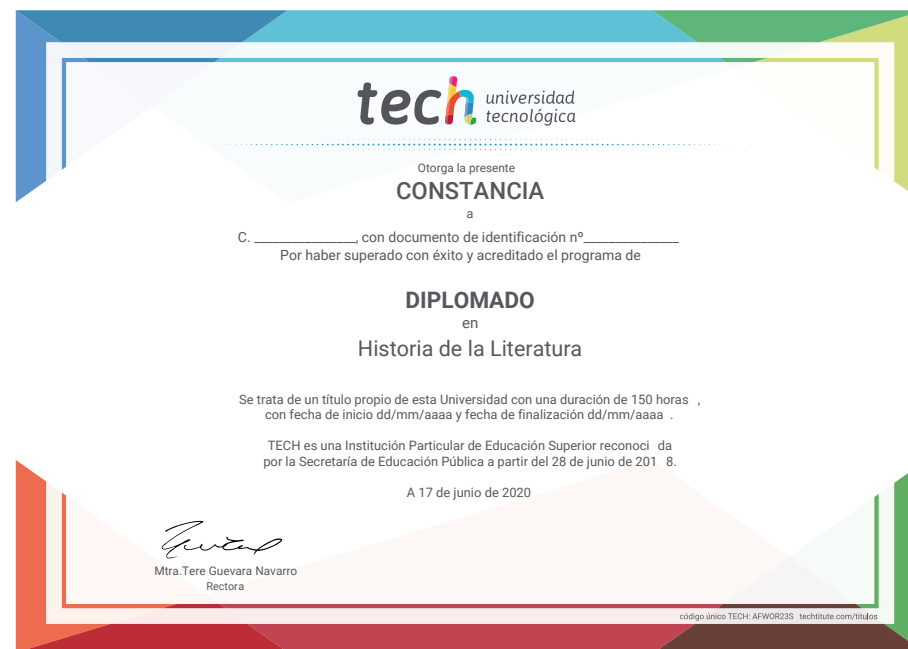 tech universidad
tecnológica
Otorga la presente
CONSTANCIA
a
C. _______________, con documento de identificación nº______________
Por haber superado con éxito y acreditado el programa de
DIPLOMADO
en
Historia de la Literatura
Se trata de un título propio de esta Universidad con una duración de 150 horas ,
con fecha de inicio dd/mm/aaaa y fecha de finalización dd/mm/aaaa .
TECH es una Institución Particular de Educación Superior reconoci da
por la Secretaría de Educación Pública a partir del 28 de junio de 201 8.
A 17 de junio de 2020
Mtra.Tere Guevara Navarro
Rectora
código único TECH: AFWOR23S techtitute.com/titulos